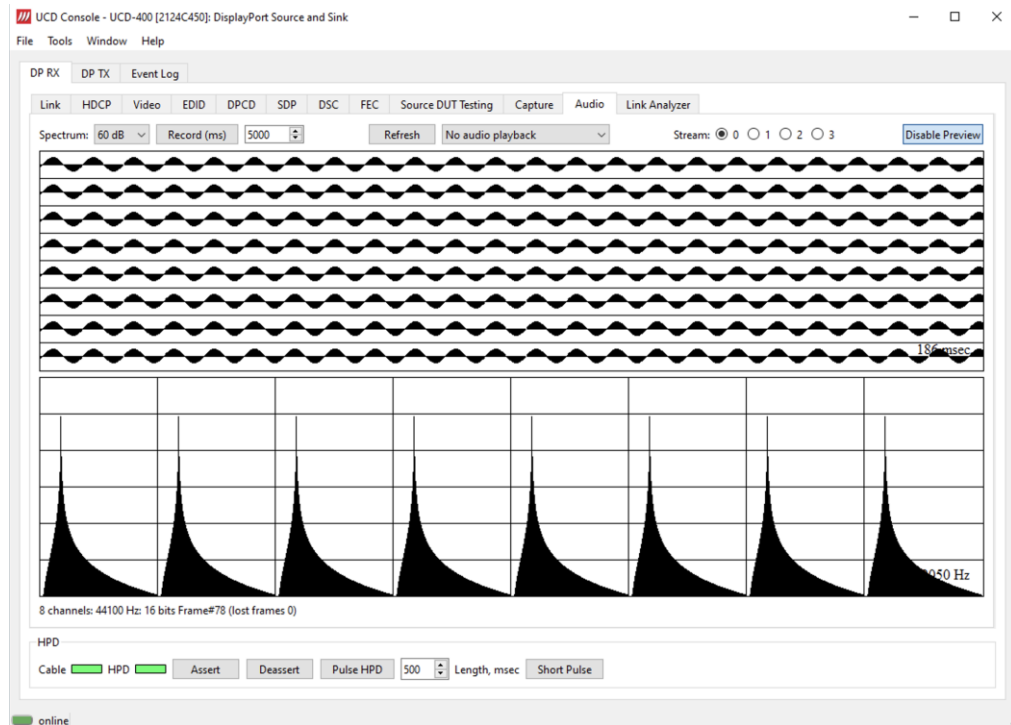 UCD Console - UCD-400 [2124C450]: DisplayPort Source and Sink
File Tools Window Help
DP RX DP TX Event Log
Link HDCP Video EDID DPCD SDP DSC FEC Source DUT Testing Capture Audio Link Analyzer
Spectrum: 60 dB Record (ms) 5000 Refresh No audio playback Stream: 0 1 2 3 Disable Preview
186 msec
Hz
8 channels: 44100 Hz: 16 bits Frame#78 (lost frames 0)
HPD
Cable HPD Assert Deassert Pulse HPD 500 Length, msec Short Pulse
online